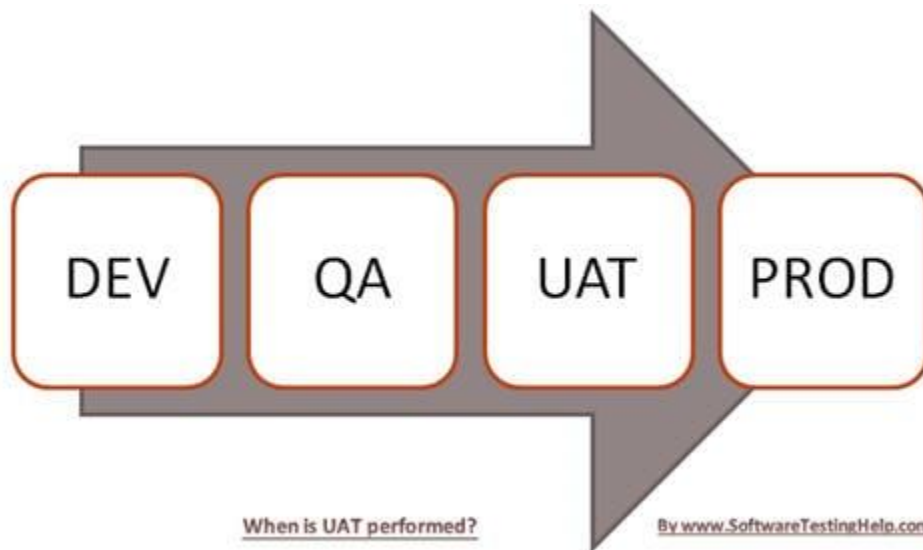 DEV QA UAT PROD
When is UAT performed?
By www.SoftwareTestingHelp.com